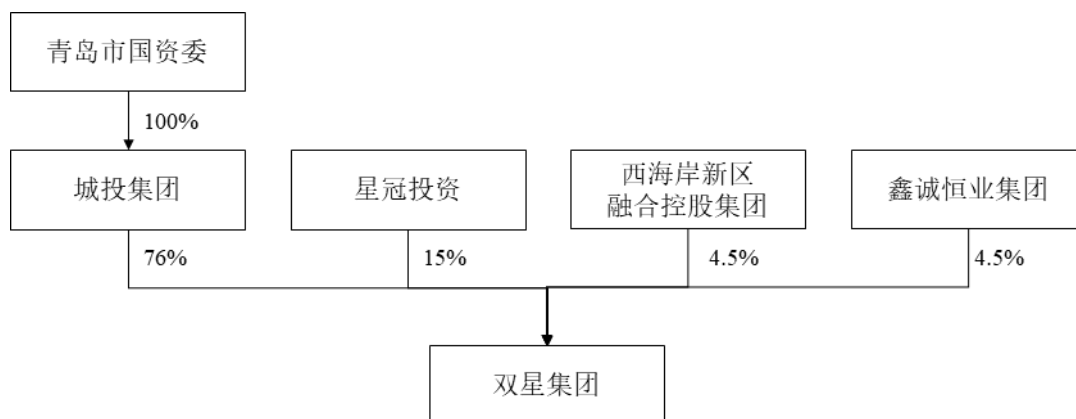 青岛市国资委
100%
城投集团
星冠投资
西海岸新区
融合控股集团
鑫诚恒业集团
76%
15%
4.5%
4.5%
双星集团